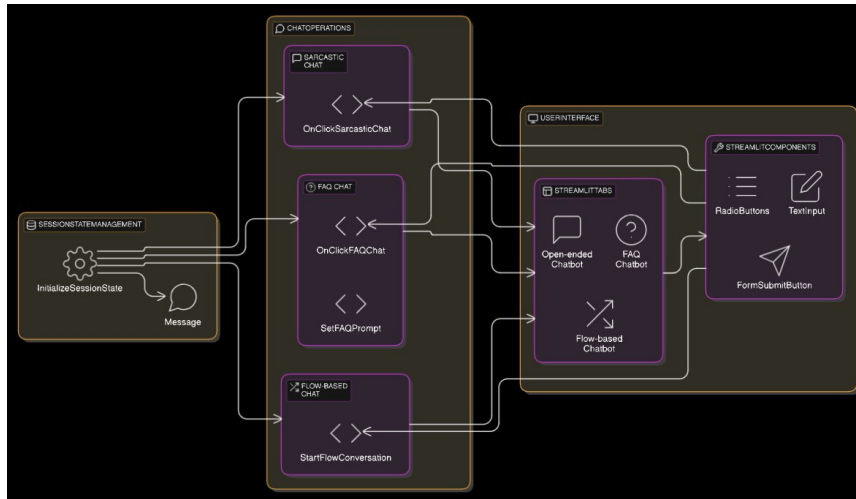 CHATOPERATIONS
SARCASTIC
CHAT
OnClickSarcasticChat
USERINTERFACE
STREAMLITCOMPONENTS
RadioButtons
TextInput
FormSubmitButton
FAQ CHAT
OnClickFAQChat
SetFAQPrompt
STREAMLITTABS
Open-ended
Chatbot
FAQ
Chatbot
Flow-based
Chatbot
SESSIONSTATEMANAGEMENT
InitializeSessionState
Message
FLOW-BASED
CHAT
StartFlowConversation